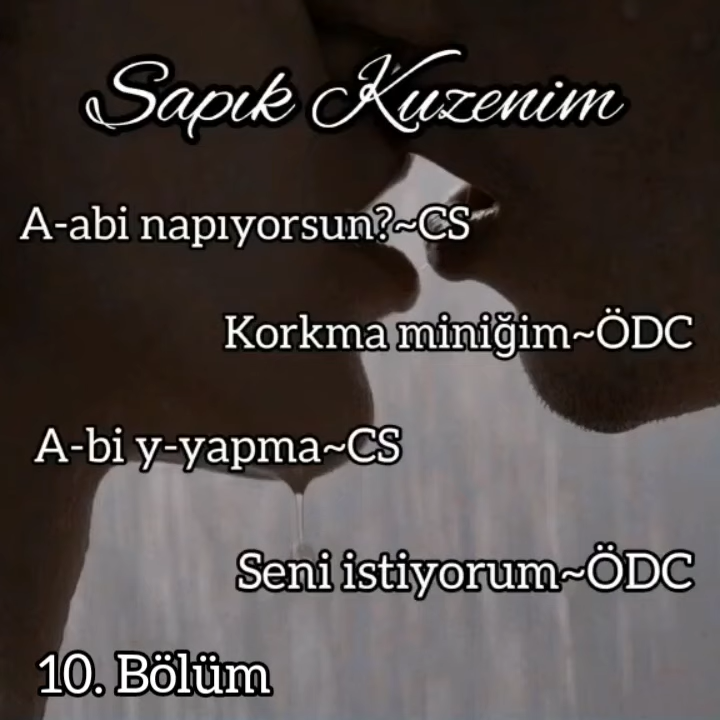 Sapık Kuzenim
A-abi napıyorsun?~CS
Korkma miniğim~ÖDC
A-bi y-yapma~CS
Seni istiyorum~ÖDC
10. Bölüm